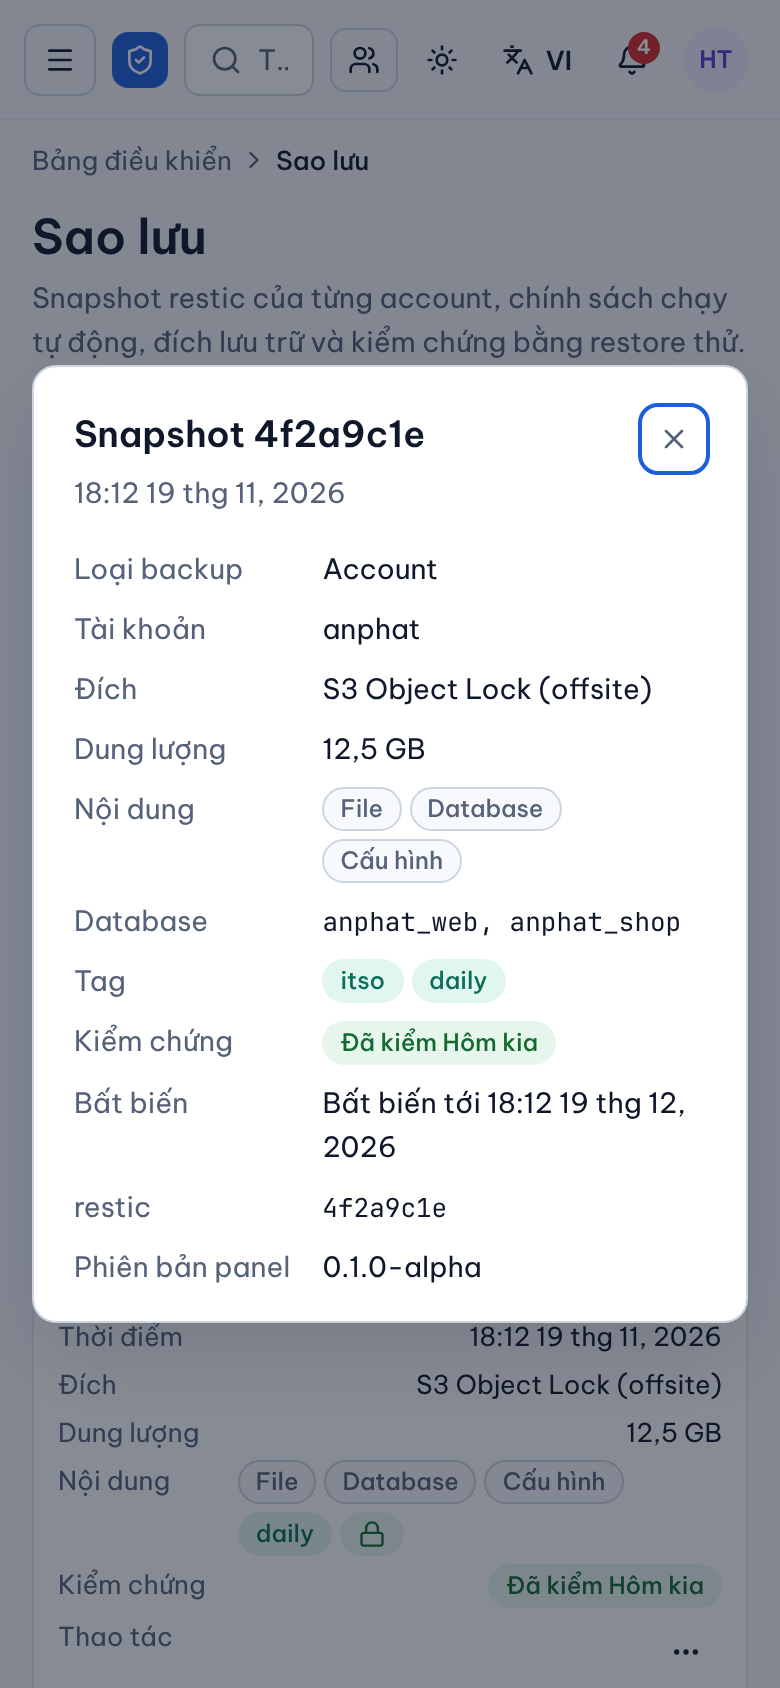 T..
VI
4
HT
Bảng điều khiển > Sao lưu
Sao lưu
Snapshot restic của từng account, chính sách chạy
tự động, đích lưu trữ và kiểm chứng bằng restore thử.
Snapshot 4f2a9c1e
18:12 19 thg 11, 2026
Loại backup Account
Tài khoản anphat
Đích S3 Object Lock (offsite)
Dung lượng 12,5 GB
Nội dung File Database
Cấu hình
Database anphat_web, anphat_shop
Tag itso daily
Kiểm chứng Đã kiểm Hôm kia
Bất biến Bất biến tới 18:12 19 thg 12,
2026
restic 4f2a9c1e
Phiên bản panel 0.1.0-alpha
Thời điểm 18:12 19 thg 11, 2026
Đích S3 Object Lock (offsite)
Dung lượng 12,5 GB
Nội dung File Database Cấu hình
daily
Kiểm chứng Đã kiểm Hôm kia
Thao tác ...